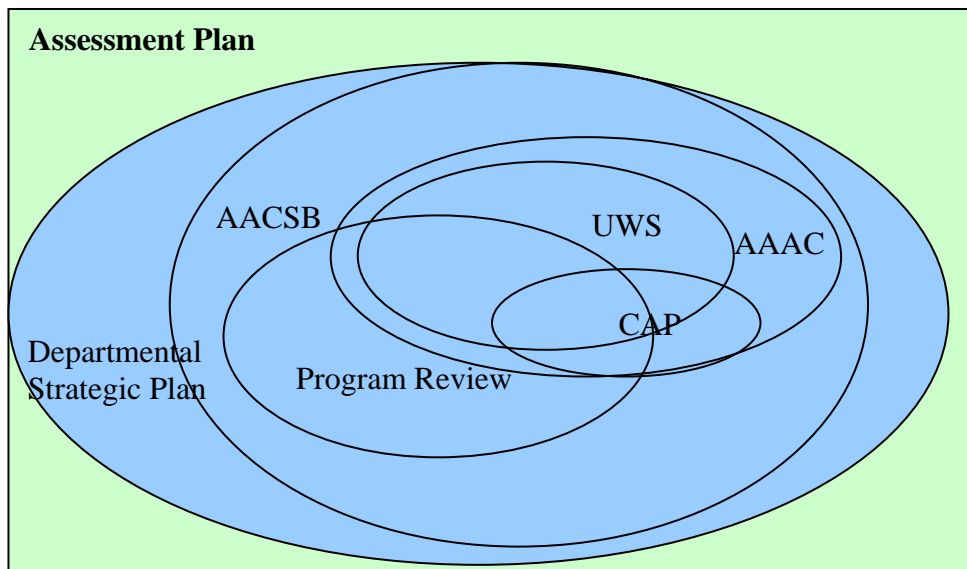 Assessment Plan
AACSB
UWS
AAAC
CAP
Departmental
Strategic Plan
Program Review